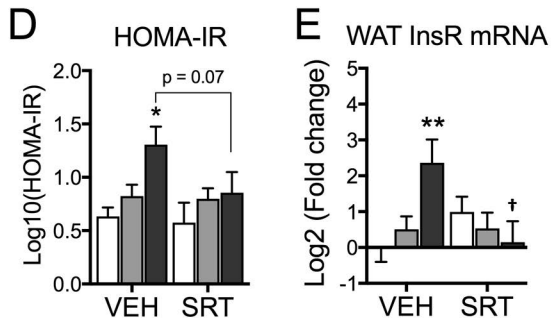 D
HOMA-IR
Log10(HOMA-IR)
2.0
1.5
1.0
0.5
0.0
p = 0.07
*
VEH SRT
E
WAT InsR mRNA
Log2 (Fold change)
5
4
3
2
1
0
-1
**
†
VEH SRT